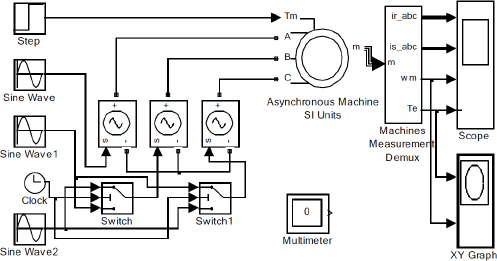 Step
Tm
ir_abc
A
is_abc
B
m
m
wm
C
Te
Sine Wave
Asynchronous Machine
SI Units
Machines
Measurement
Demux
Scope
+
+
+
s
-
s
-
s
-
Sine Wave1
Clock
Switch
Switch1
0
Multimeter
Sine Wave2
XY Graph